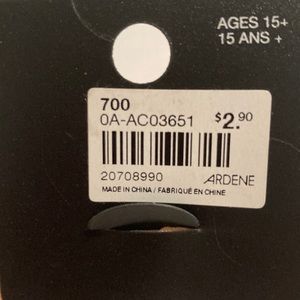 AGES 15+
15 ANS +
700
0A-AC03651 $2.90
20708990 ARDENE
MADE IN CHINA / FABRIQUÉ EN CHINE